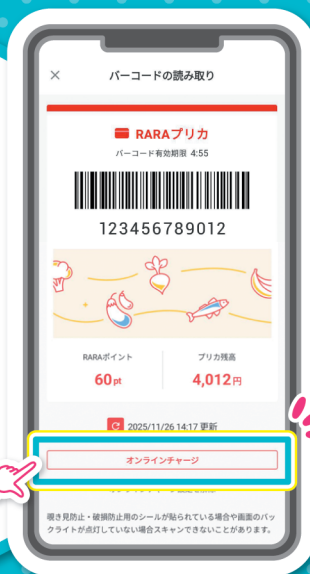 バーコードの読み取り
RARAプリカ
バーコード有効期限 4:55
123456789012
RARAポイント
プリカ残高
60pt
4,012円
2025/11/26 14:17 更新
オンラインチャージ
覗き見防止・破損防止用のシールが貼られている場合や画面のバッ
クライトが点灯していない場合スキャンできないことがあります。